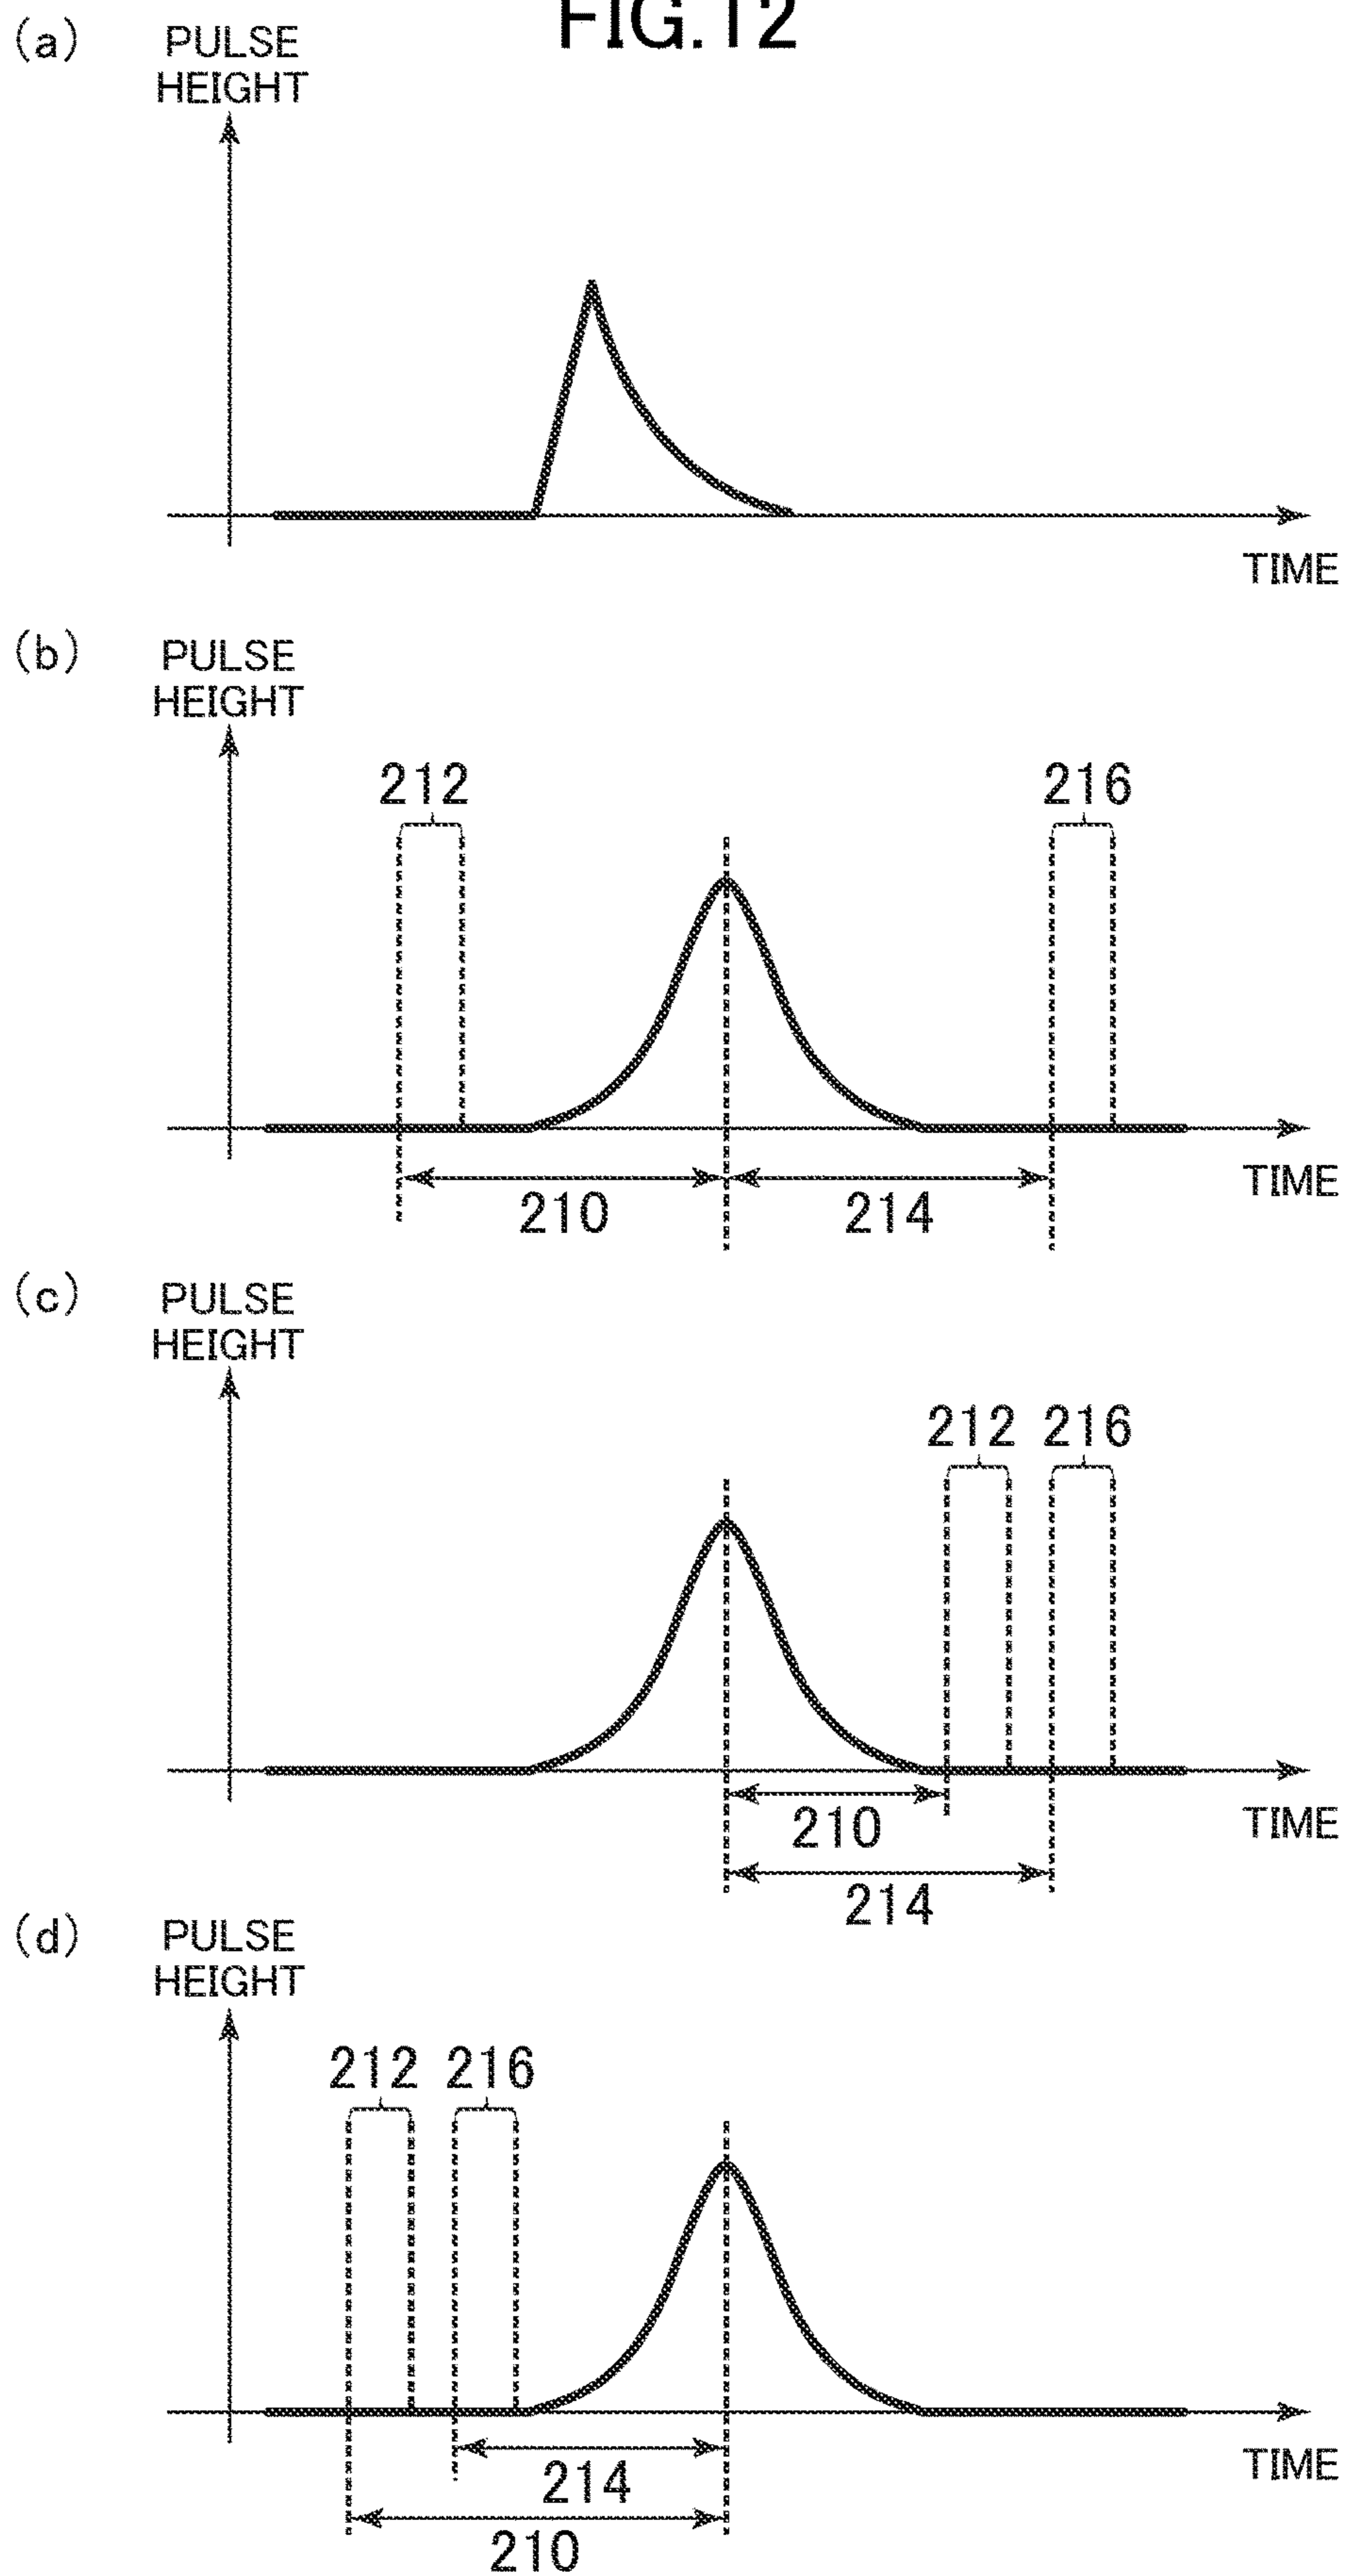 FIG.12
(a)
PULSE
HEIGHT
TIME
(b)
PULSE
HEIGHT
212
216
210
214
TIME
(c)
PULSE
HEIGHT
212
216
210
214
TIME
(d)
PULSE
HEIGHT
212
216
214
210
TIME